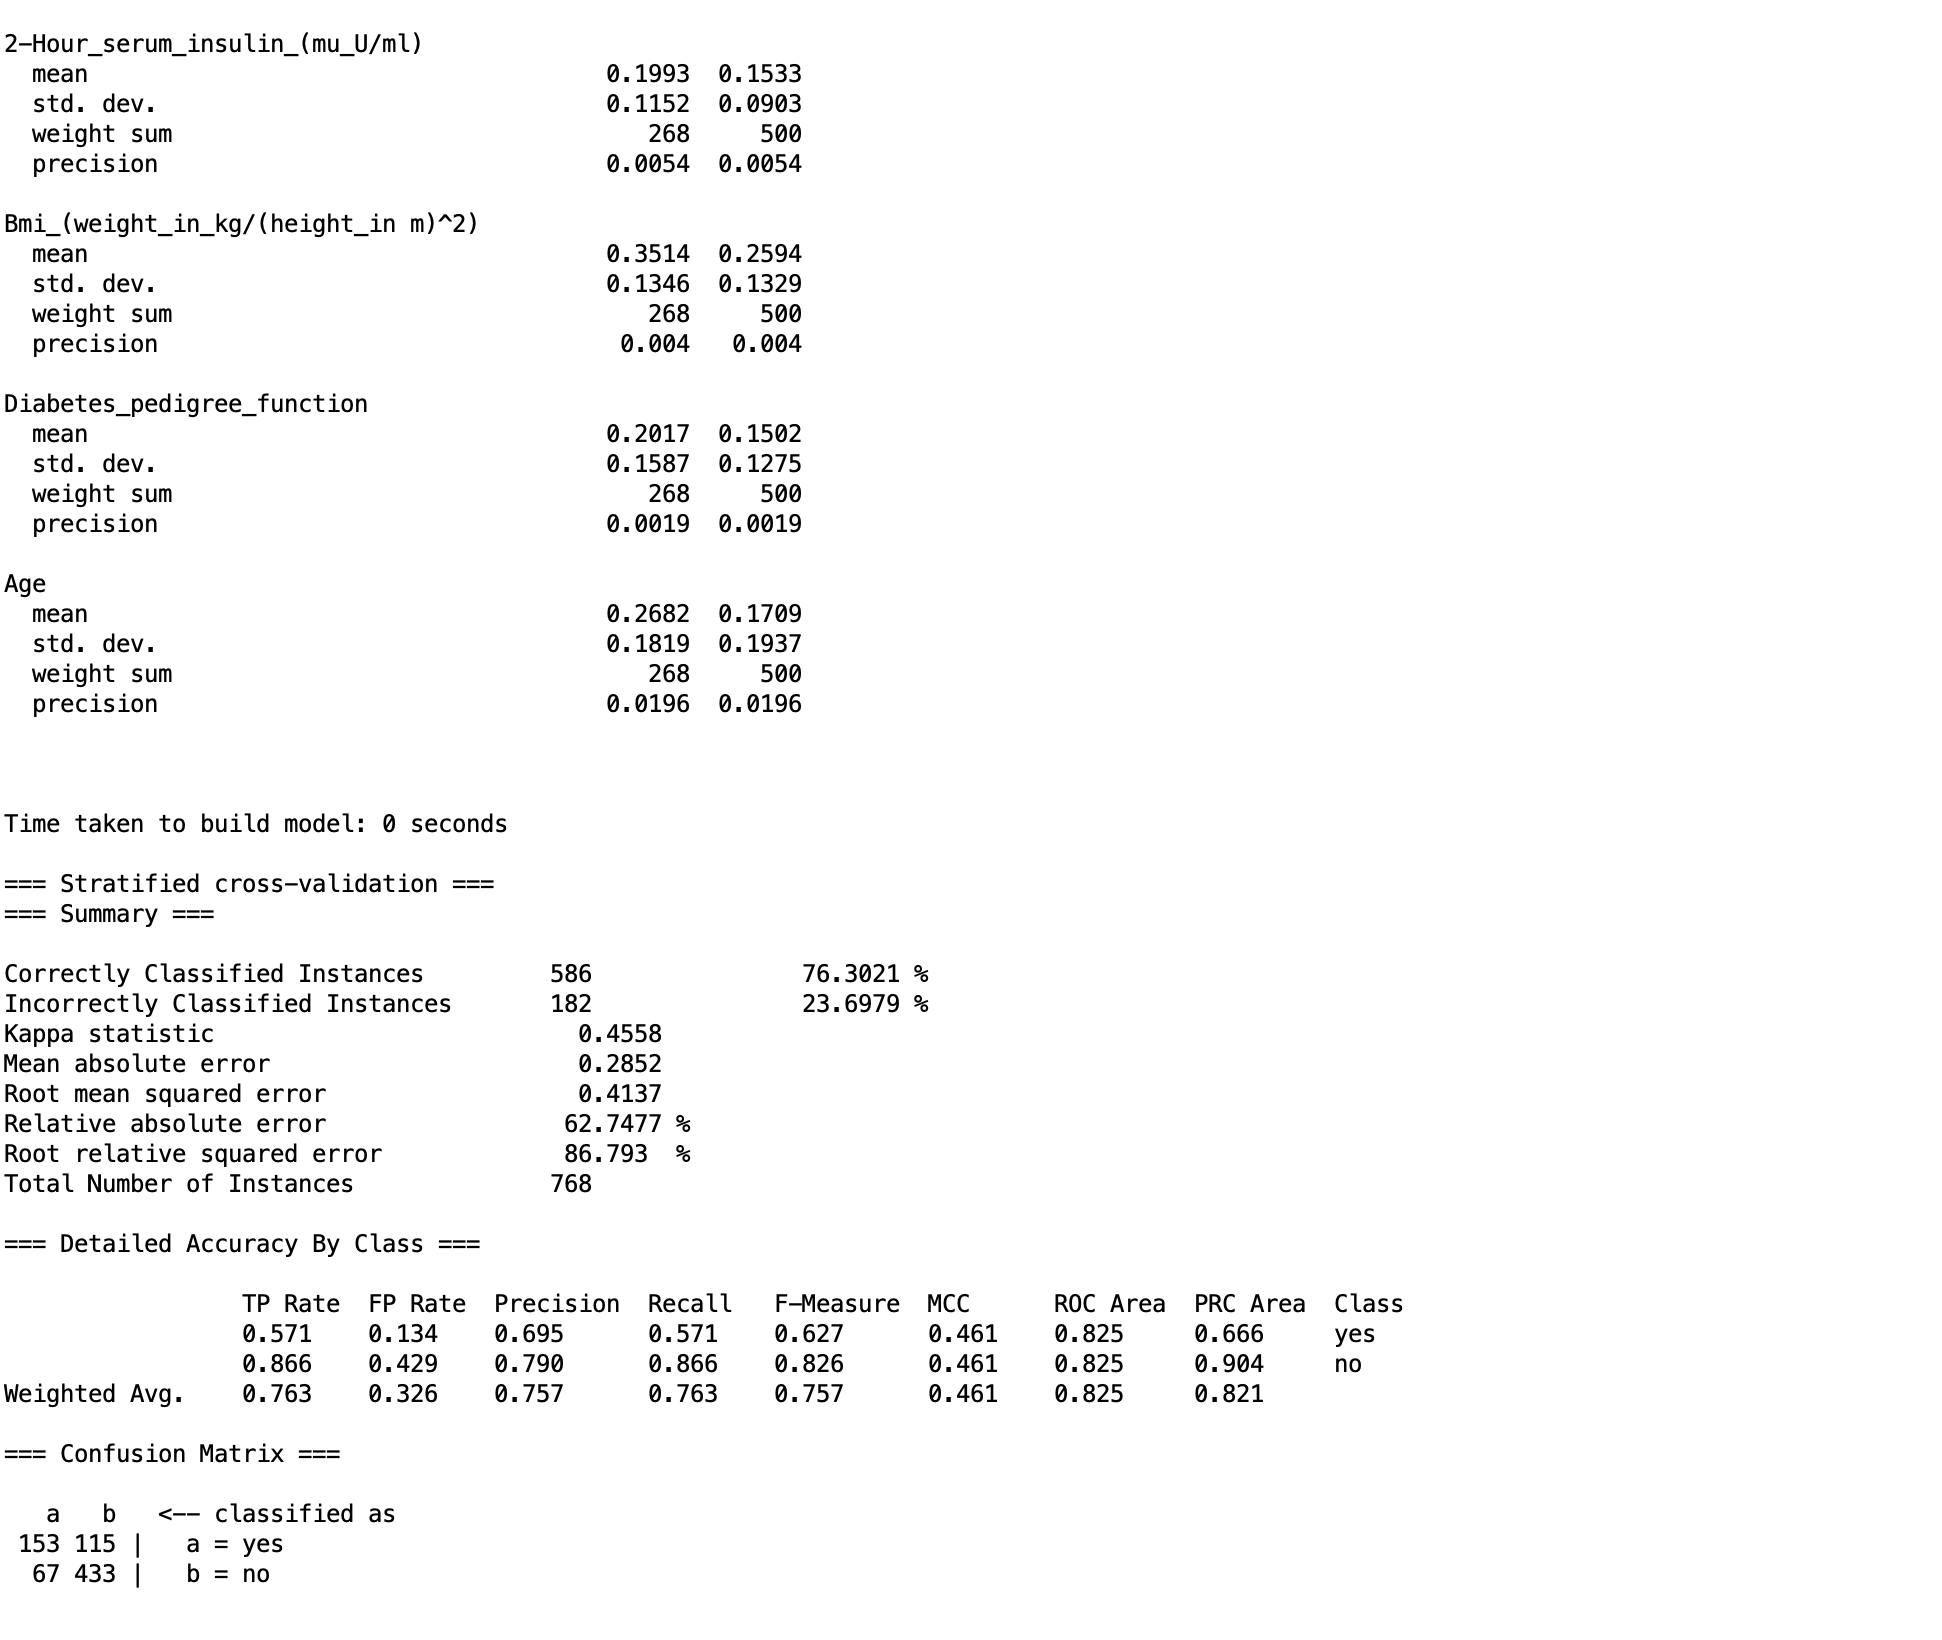 2-Hour_serum_insulin_(mu_U/ml)
  mean                                     0.1993  0.1533
  std. dev.                                0.1152  0.0903
  weight sum                                  268     500
  precision                                0.0054  0.0054

Bmi_(weight_in_kg/(height_in m)^2)
  mean                                     0.3514  0.2594
  std. dev.                                0.1346  0.1329
  weight sum                                  268     500
  precision                                 0.004   0.004

Diabetes_pedigree_function
  mean                                     0.2017  0.1502
  std. dev.                                0.1587  0.1275
  weight sum                                  268     500
  precision                                0.0019  0.0019

Age
  mean                                     0.2682  0.1709
  std. dev.                                0.1819  0.1937
  weight sum                                  268     500
  precision                                0.0196  0.0196

Time taken to build model: 0 seconds

=== Stratified cross-validation ===
=== Summary ===

Correctly Classified Instances         586               76.3021 %
Incorrectly Classified Instances       182               23.6979 %
Kappa statistic                          0.4558
Mean absolute error                      0.2852
Root mean squared error                  0.4137
Relative absolute error                 62.7477 %
Root relative squared error             86.793  %
Total Number of Instances              768

=== Detailed Accuracy By Class ===

                 TP Rate  FP Rate  Precision  Recall   F-Measure  MCC      ROC Area  PRC Area  Class
                 0.571    0.134    0.695      0.571    0.627      0.461    0.825     0.666     yes
                 0.866    0.429    0.790      0.866    0.826      0.461    0.825     0.904     no
Weighted Avg.    0.763    0.326    0.757      0.763    0.757      0.461    0.825     0.821

=== Confusion Matrix ===

   a   b   <-- classified as
 153 115 |   a = yes
  67 433 |   b = no